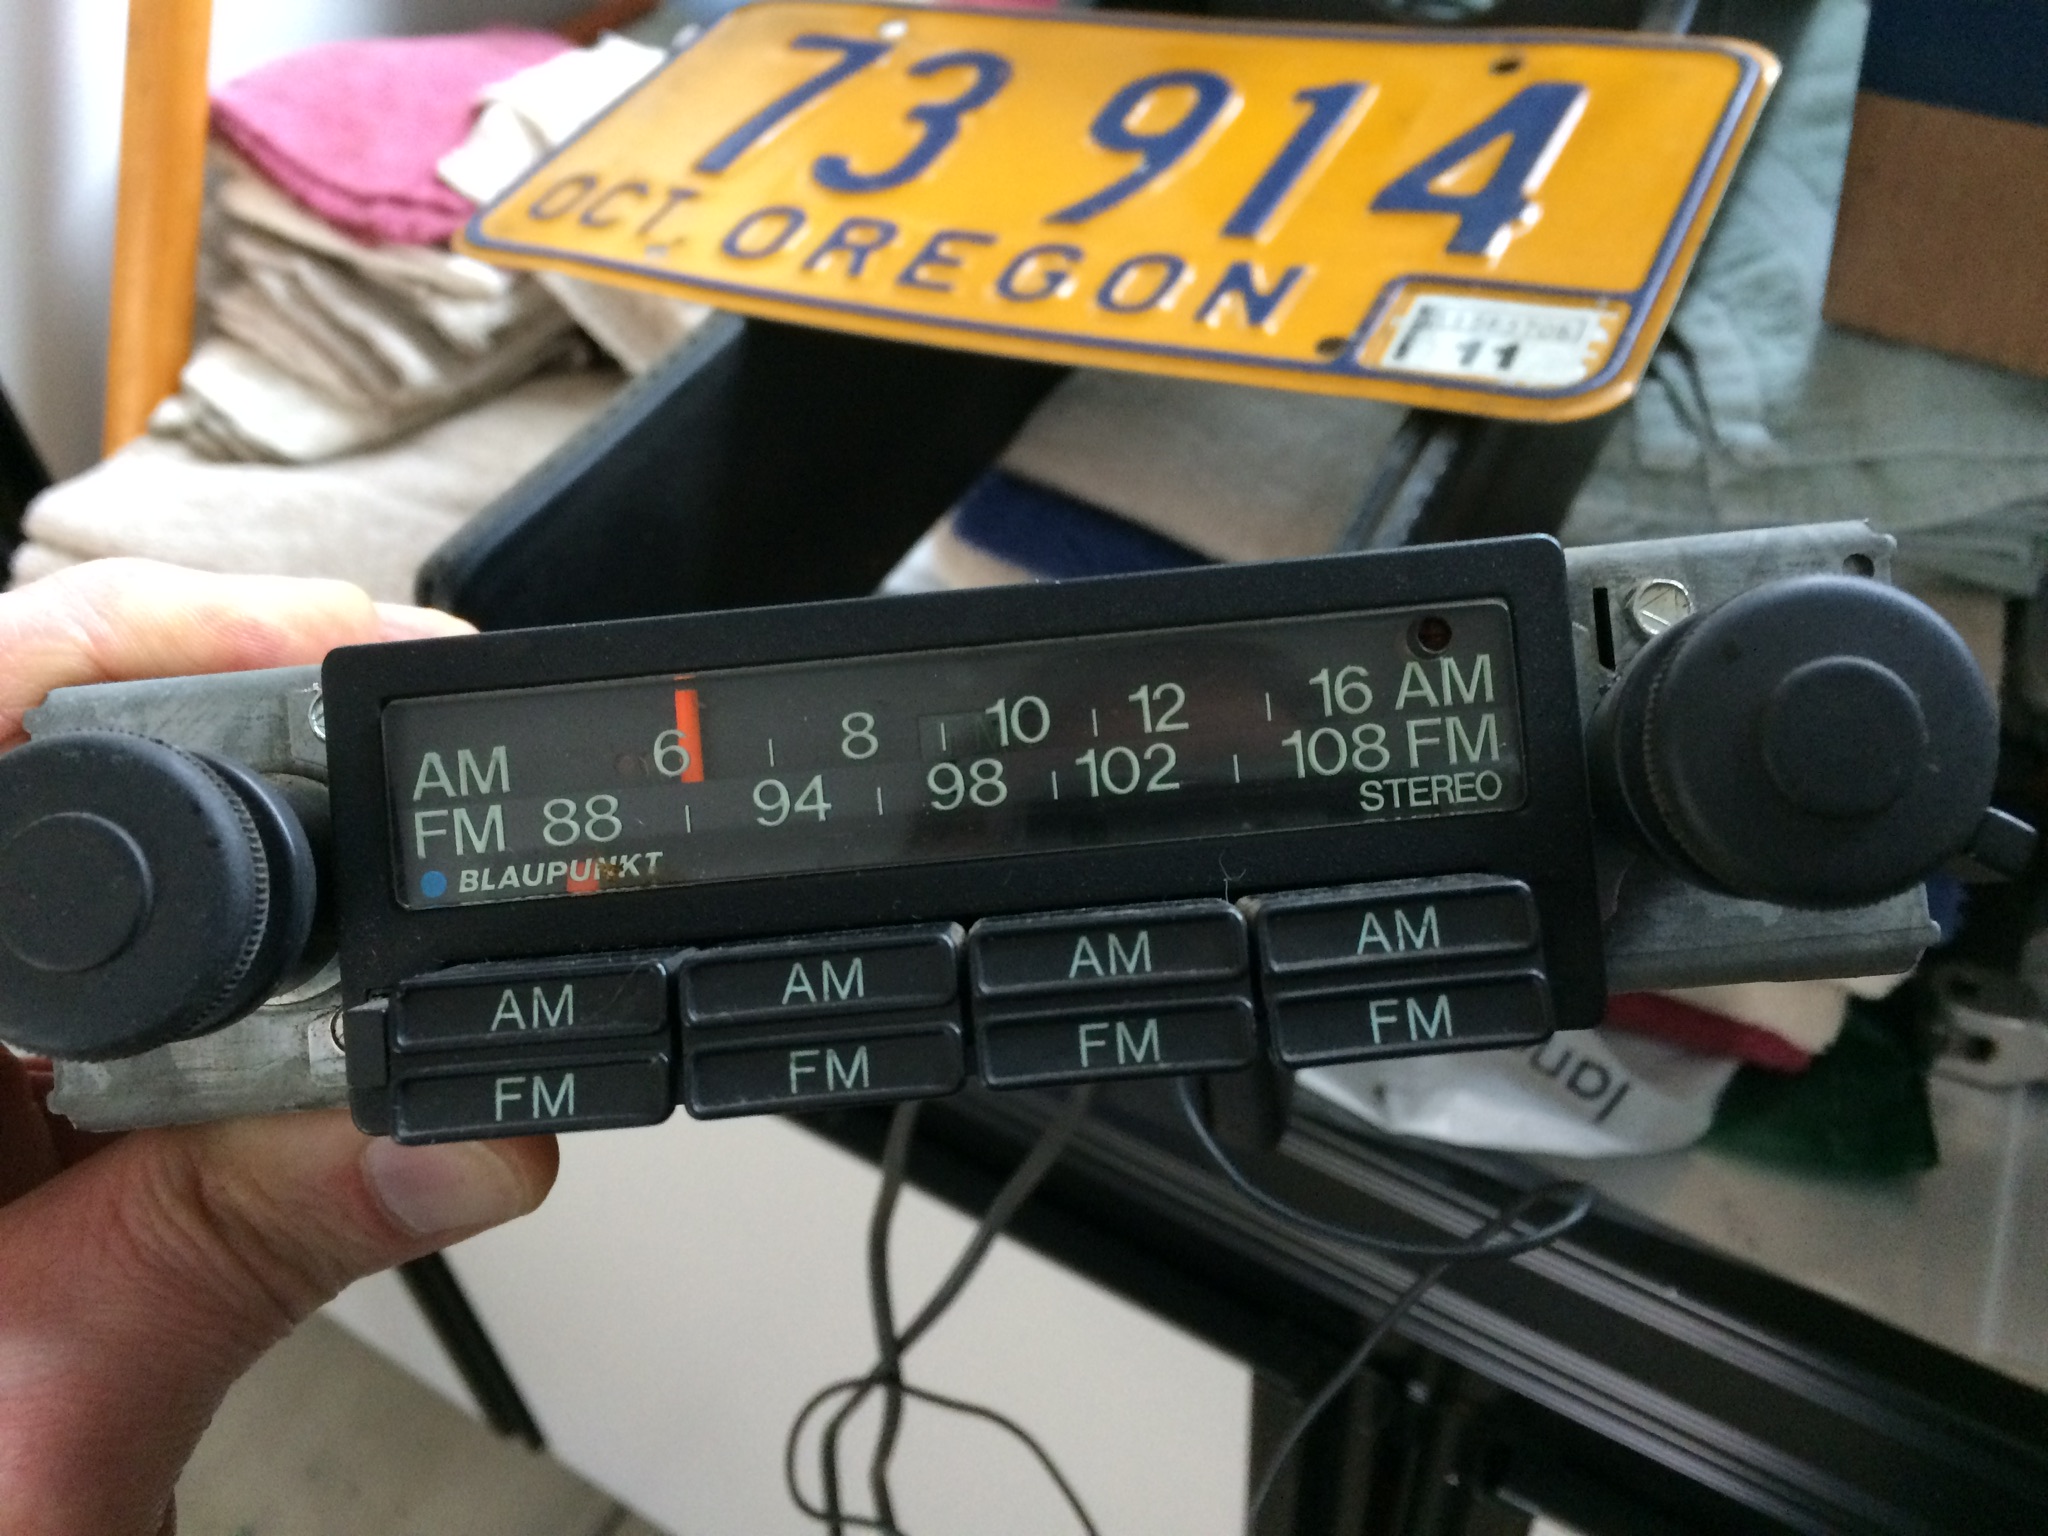 73 914
OCT. OREGON
11
6 8 10 12 16 AM
AM
FM 88 94 98 102 108 FM
STEREO
BLAUPUNKT
AM AM AM AM
FM FM FM FM
lano